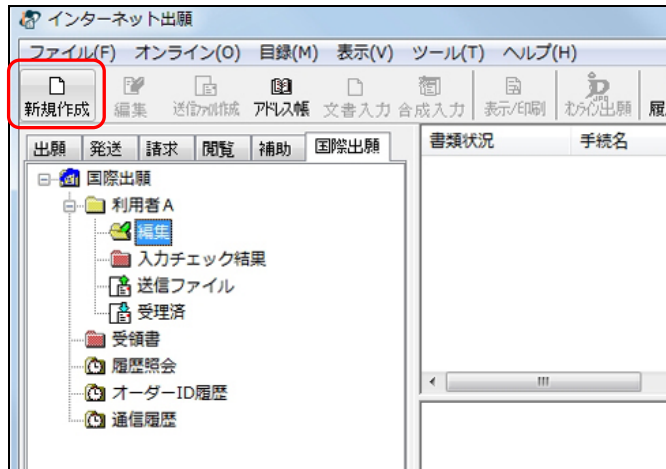 インターネット出願
ファイル(F) オンライン(O) 目録(M) 表示(V) ツール(T) ヘルプ(H)
新規作成 編集 送信ファイル作成 アドレス帳 文書入力 合成入力 表示/印刷 オンライン出願 履
出願 発送 請求 閲覧 補助 国際出願 書類状況 手続名
国際出願
利用者A
編集
入力チェック結果
送信ファイル
受理済
受領書
履歴照会
オーダーID履歴
通信履歴